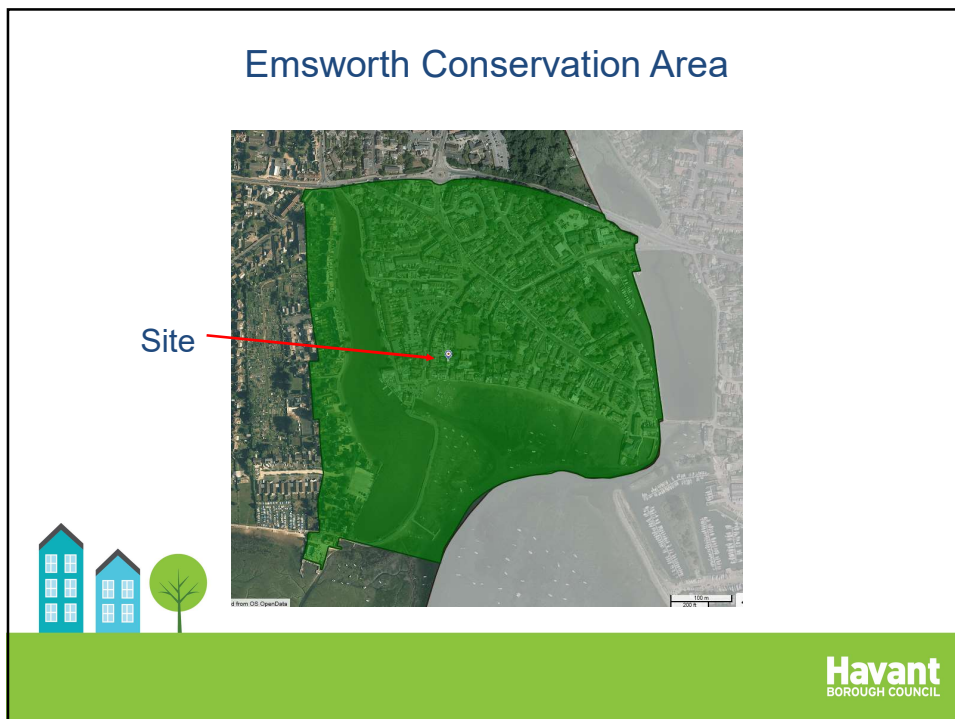 Emsworth Conservation Area
Site
d from OS OpenData
100 m
200 ft
Havant
BOROUGH COUNCIL